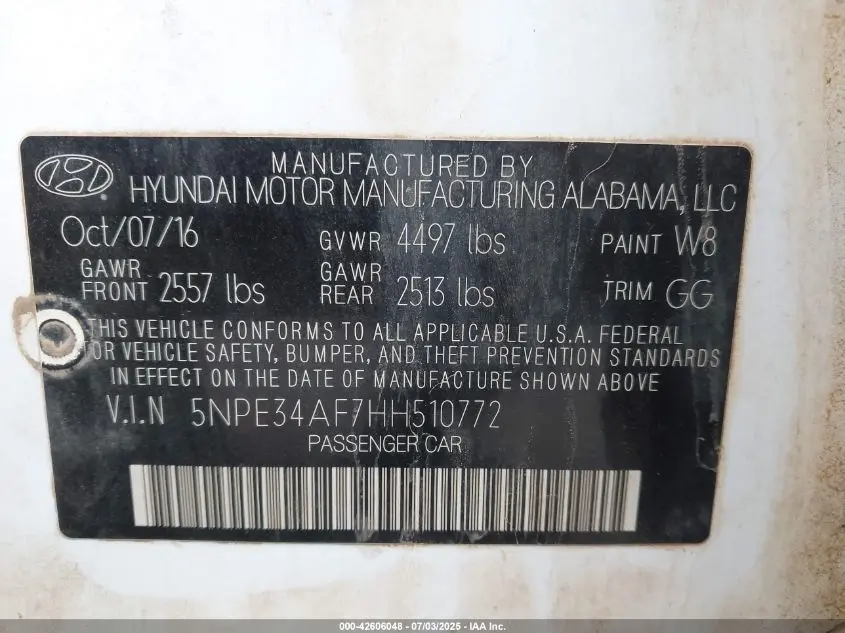 MANUFACTURED BY
HYUNDAI MOTOR MANUFACTURING ALABAMA, LLC
Oct/07/16 GVWR 4497 lbs PAINT W8
GAWR FRONT 2557 lbs GAWR REAR 2513 lbs TRIM GG
THIS VEHICLE CONFORMS TO ALL APPLICABLE U.S.A. FEDERAL
OR VEHICLE SAFETY, BUMPER, AND THEFT PREVENTION STANDARDS
IN EFFECT ON THE DATE OF MANUFACTURE SHOWN ABOVE
V.I.N 5NPE34AF7HH510772
PASSENGER CAR
000-42606048 - 07/03/2025 - IAA Inc.